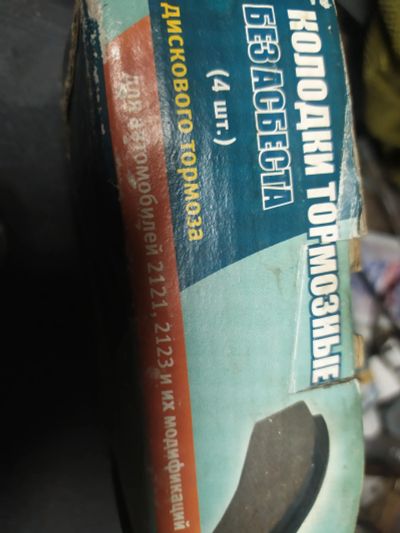 КОЛОДКИ ТОРМОЗНЫЕ
БЕЗ АСБЕСТА
(4 шт.)
дискового тормоза
для автомобилей 2121, 2123 и их модификаций